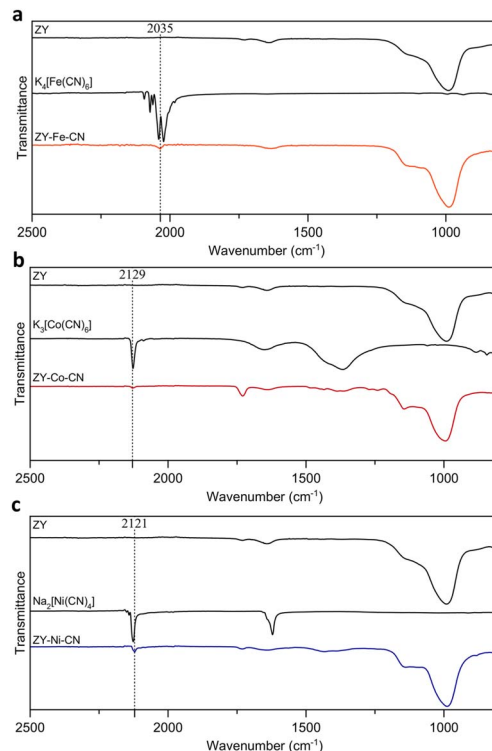 a
2035
ZY
K₄[Fe(CN)₆]
ZY-Fe-CN
Transmittance
2500 2000 1500 1000
Wavenumber (cm⁻¹)
b
2129
ZY
K₃[Co(CN)₆]
ZY-Co-CN
Transmittance
2500 2000 1500 1000
Wavenumber (cm⁻¹)
c
2121
ZY
Na₂[Ni(CN)₄]
ZY-Ni-CN
Transmittance
2500 2000 1500 1000
Wavenumber (cm⁻¹)